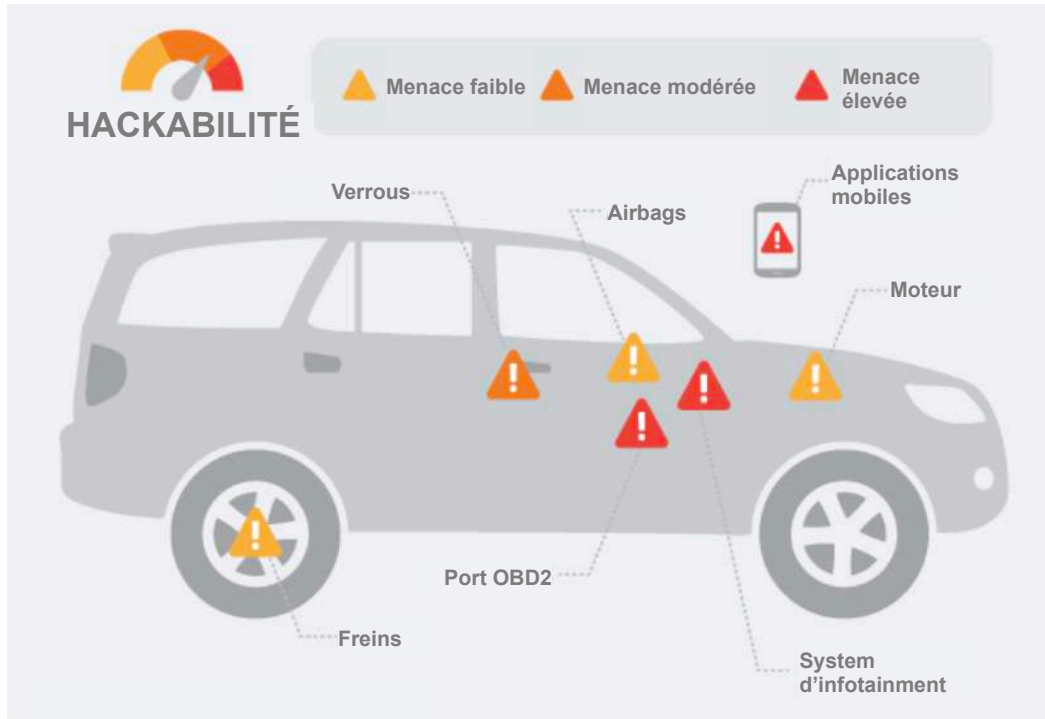 HACKABILITÉ
Menace faible
Menace modérée
Menace
élevée
Applications
mobiles
Verrous
Airbags
Moteur
Port OBD2
Freins
System
d'infotainment